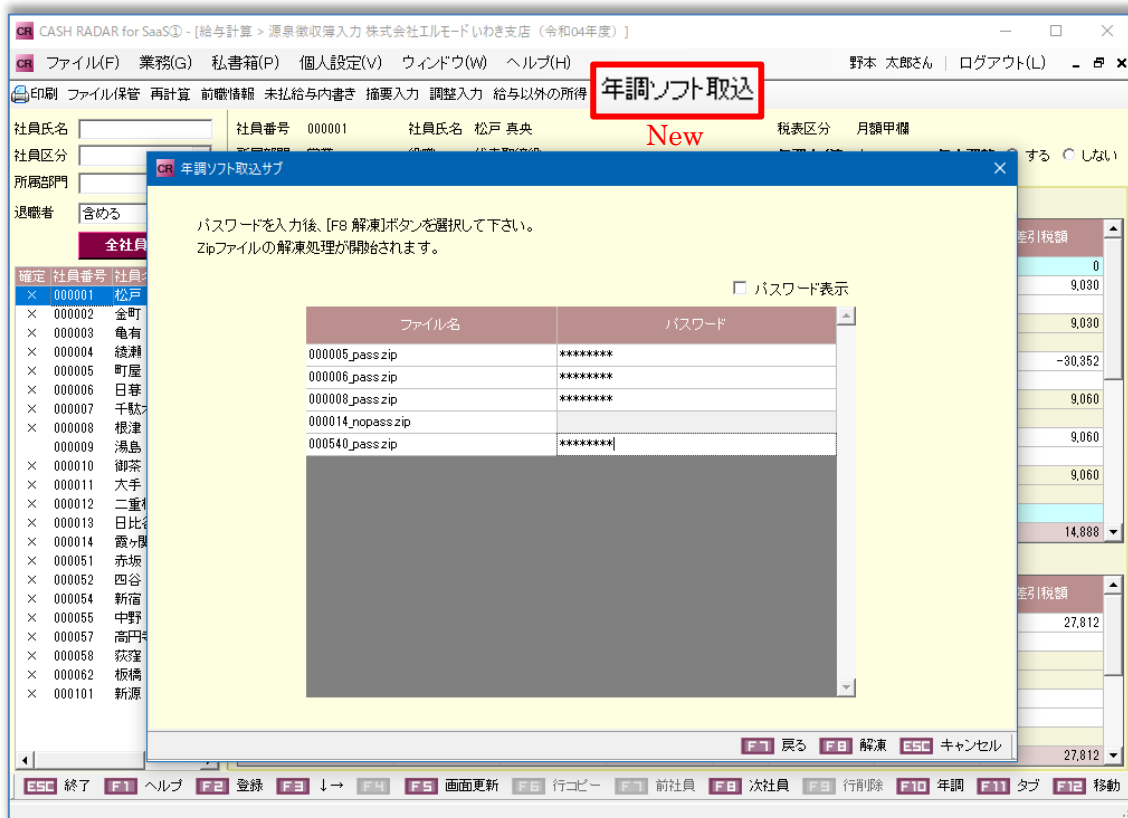 CR CASH RADAR for SaaS① - [給与計算 > 源泉徴収簿入力 株式会社エルモードいわき支店（令和04年度）]
CR ファイル(F) 業務(G) 私書箱(P) 個人設定(V) ウィンドウ(W) ヘルプ(H) 野本 太郎さん ログアウト(L)
印刷 ファイル保管 再計算 前職情報 未払給与内書き 摘要入力 調整入力 給与以外の所得 年調ソフト取込
New
社員氏名 社員番号 000001 社員氏名 松戸 真央 税表区分 月額甲欄
社員区分 する しない
所属部門
退職者 含める
全社員
CR 年調ソフト取込サブ
パスワードを入力後、[F8 解凍]ボタンを選択して下さい。
Zipファイルの解凍処理が開始されます。
パスワード表示
ファイル名 パスワード
000005_pass.zip ********
000006_pass.zip ********
000008_pass.zip ********
000014_nopass.zip
000540_pass.zip ********
F7 戻る F8 解凍 ESC キャンセル
確定 社員番号 社員
× 000001 松戸
× 000002 金町
× 000003 亀有
× 000004 綾瀬
× 000005 町屋
× 000006 日暮
× 000007 千駄
× 000008 根津
000009 湯島
× 000010 御茶
× 000011 大手
× 000012 二重
× 000013 日比
× 000014 霞ヶ
× 000051 赤坂
× 000052 四谷
× 000054 新宿
× 000055 中野
× 000057 高円
× 000058 荻窪
× 000062 板橋
× 000101 新源
差引税額
0
9,030
9,030
-30,352
9,060
9,060
9,060
14,888
差引税額
27,812
27,812
ESC 終了 F1 ヘルプ F2 登録 F3 ↓→ F4 F5 画面更新 F6 行コピー F7 前社員 F8 次社員 F9 行削除 F10 年調 F11 タブ F12 移動